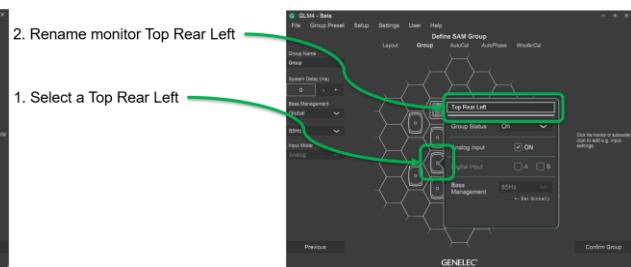 2. Rename monitor Top Rear Left
1. Select a Top Rear Left
GLM4 - Beta
File Group Preset Setup Settings User Help
Define SAM Group
Layout Group AutoCal AutoPhase WooferCal
Group Name
Group
System Delay (ms)
0 - +
Bass Management
Global
85Hz
Input Mode
Analog
Top Rear Left
Group Status On
Analog Input ON
Digital Input A B
Bass Management 85Hz
Set Globally
Click the monitor or subwoofer
icon to edit e.g. input
settings.
Previous
GENELEC
Confirm Group